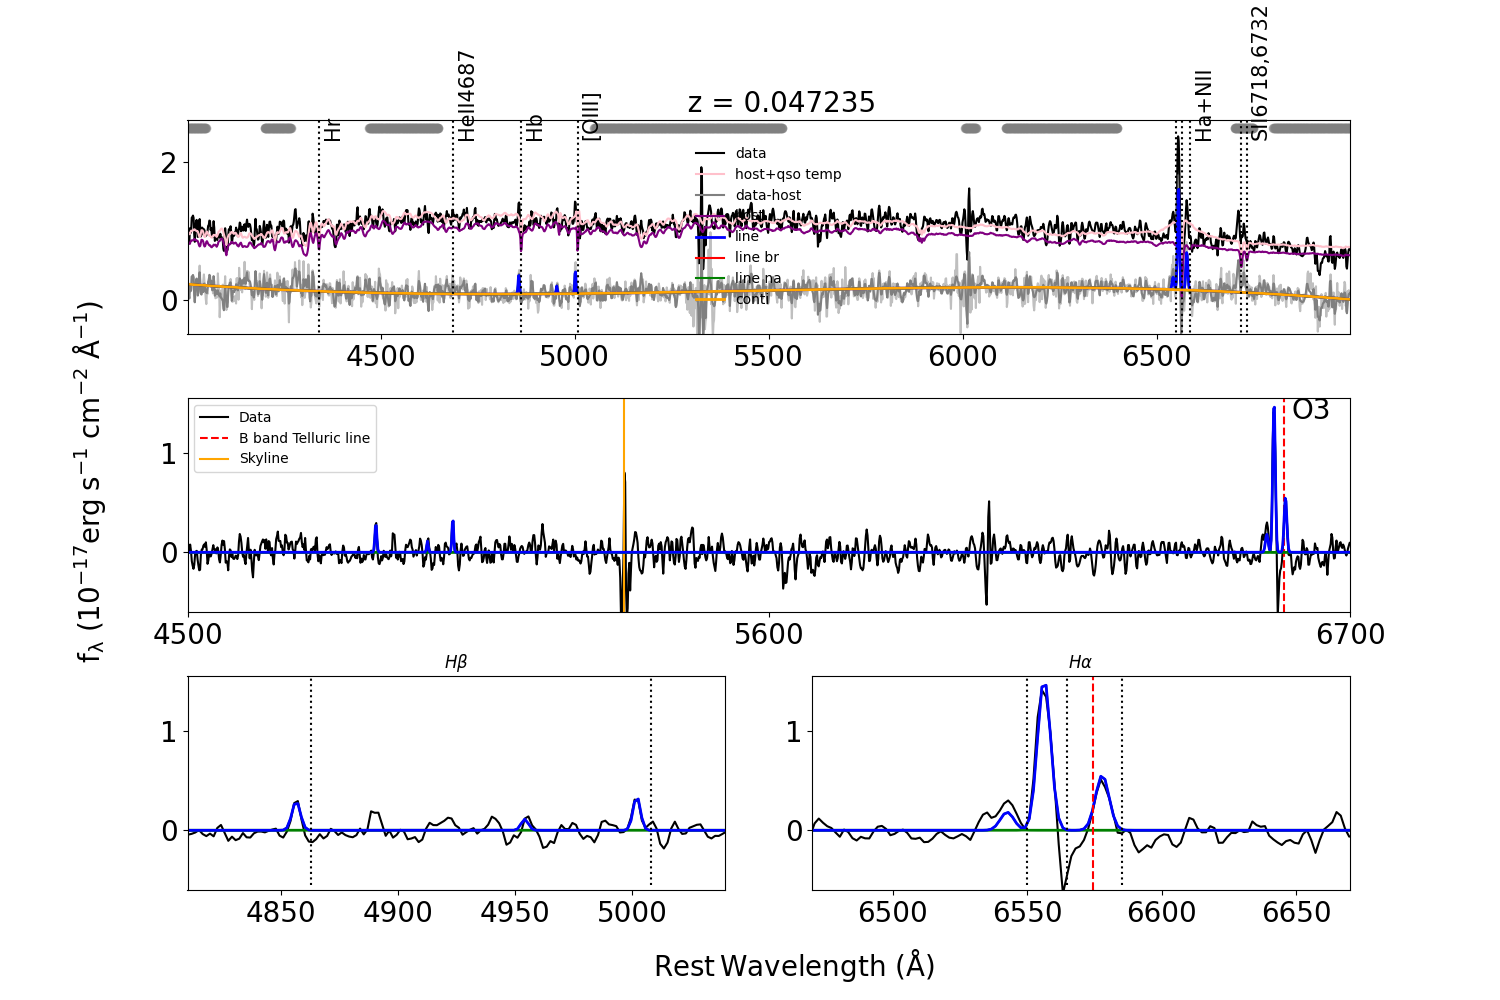 z = 0.047235
Hr
HeII4687
Hb
[OIII]
Ha+NII
SII6718,6732
data
host+qso temp
data-host
line
line br
line na
conti
2
0
4500 5000 5500 6000 6500
f_λ (10^−17 erg s^−1 cm^−2 Å^−1)
Data
B band Telluric line
Skyline
O3
1
0
4500 5600 6700
Hβ
1
0
4850 4900 4950 5000
Hα
1
0
6500 6550 6600 6650
Rest Wavelength (Å)